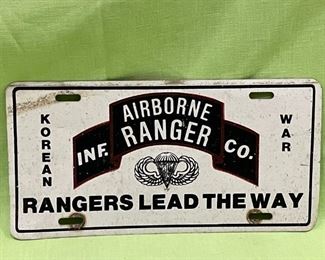 KOREAN
AIRBORNE
RANGER
INF. CO.
WAR
RANGERS LEAD THE WAY